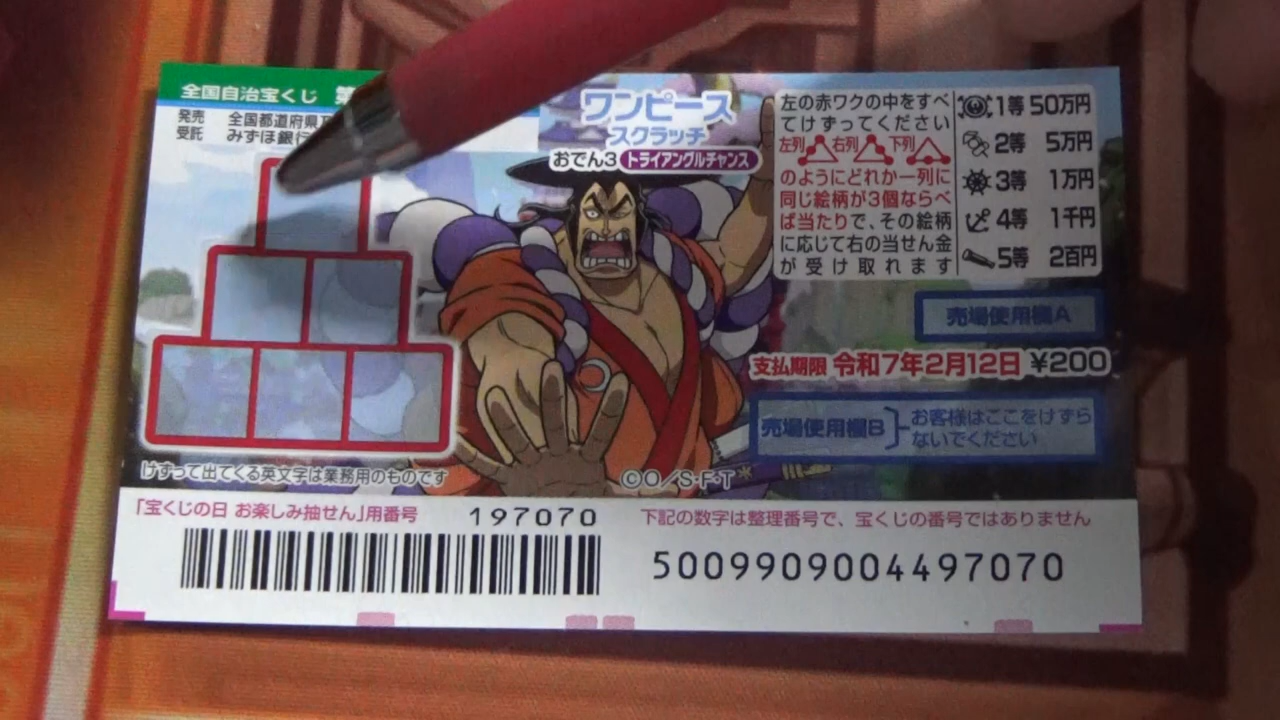 全国自治宝くじ 第
発売 全国都道府県
受託 みずほ銀行
ワンピース
スクラッチ
おでん3 トライアングルチャンス
左の赤ワクの中をすべ
てけずってください
左列 右列 下列
のようにどれか一列に
同じ絵柄が3個ならべ
ば当たりで、その絵柄
に応じて右の当せん金
が受け取れます
1等 50万円
2等 5万円
3等 1万円
4等 1千円
5等 2百円
売場使用欄A
支払期限 令和7年2月12日 ¥200
売場使用欄B
お客様はここをけずら
ないでください
けずって出てくる英文字は業務用のものです
©O/S・F・T
「宝くじの日 お楽しみ抽せん」用番号 197070
下記の数字は整理番号で、宝くじの番号ではありません
5009909004497070